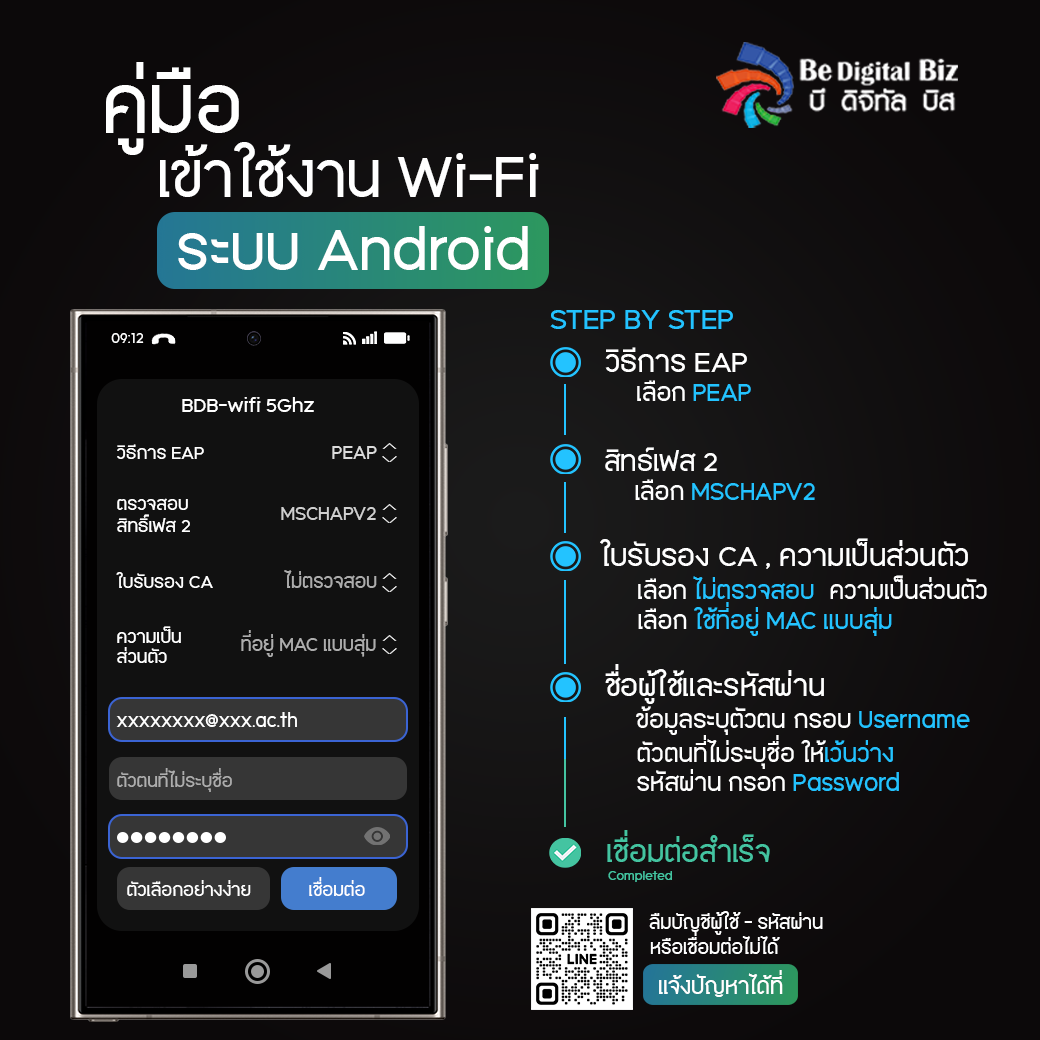 คู่มือ
เข้าใช้งาน Wi-Fi
ระบบ Android
Be Digital Biz
บี ดิจิทัล บิส
09:12
BDB-wifi 5Ghz
วิธีการ EAP
PEAP
ตรวจสอบ
สิทธิ์เฟส 2
MSCHAPV2
ใบรับรอง CA
ไม่ตรวจสอบ
ความเป็น
ส่วนตัว
ที่อยู่ MAC แบบสุ่ม
xxxxxxxx@xxx.ac.th
ตัวตนที่ไม่ระบุชื่อ
ตัวเลือกอย่างง่าย
เชื่อมต่อ
STEP BY STEP
วิธีการ EAP
เลือก PEAP
สิทธ์เฟส 2
เลือก MSCHAPV2
ใบรับรอง CA , ความเป็นส่วนตัว
เลือก ไม่ตรวจสอบ ความเป็นส่วนตัว
เลือก ใช้ที่อยู่ MAC แบบสุ่ม
ชื่อผู้ใช้และรหัสผ่าน
ข้อมูลระบุตัวตน กรอบ Username
ตัวตนที่ไม่ระบุชื่อ ให้เว้นว่าง
รหัสผ่าน กรอก Password
เชื่อมต่อสำเร็จ
Completed
LINE
ลืมบัญชีผู้ใช้ - รหัสผ่าน
หรือเชื่อมต่อไม่ได้
แจ้งปัญหาได้ที่